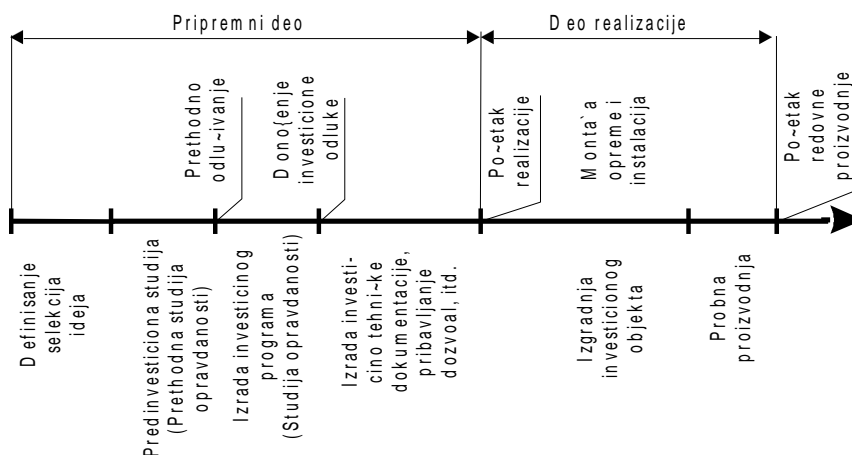 Pripremni deo
Deo realizacije
Prethodno
odlu~ivanje
Dono{enje
investicione
odluke
Po~etak
realizacije
Monta`a
opreme i
instalacija
Po~etak
redovne
proizvodnje
Definisanje
selekcija
ideja
Predinvesticiona studija
(Prethodna studija
opravdanosti)
Izrada investicinog
programa
(Studija opravdanosti)
Izrada investi-
cino tehni~ke
dokumentacije,
pribavljanje
dozvoal, itd.
Izgradnja
investicionog
objekta
Probna
proizvodnja